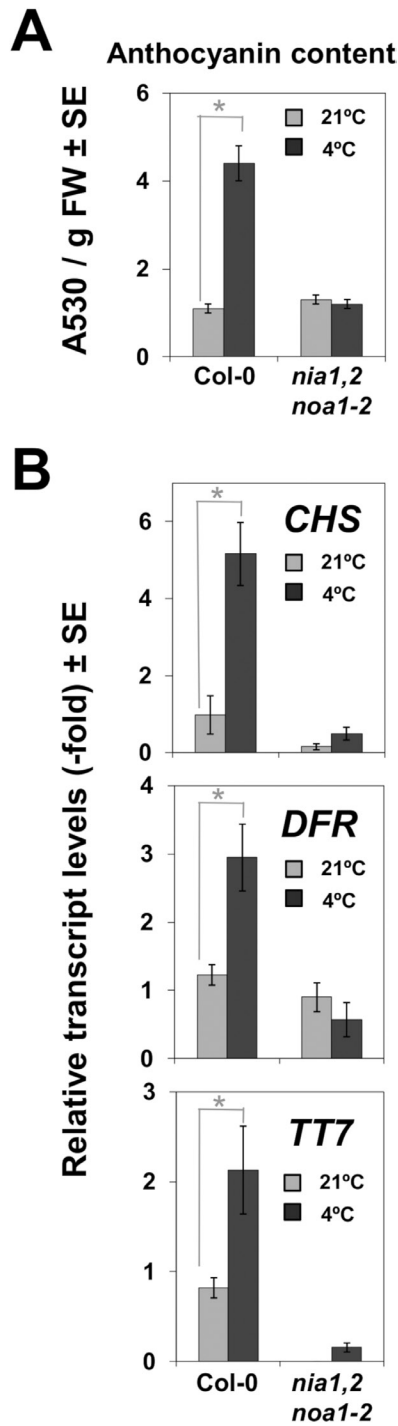 A
Anthocyanin content
A530 / g FW ± SE
6
4
2
0
*
21ºC
4ºC
Col-0
nia1,2
noa1-2
B
Relative transcript levels (-fold) ± SE
6
4
2
0
*
CHS
21ºC
4ºC
4
3
2
1
0
*
DFR
21ºC
4ºC
3
2
1
0
*
TT7
21ºC
4ºC
Col-0
nia1,2
noa1-2